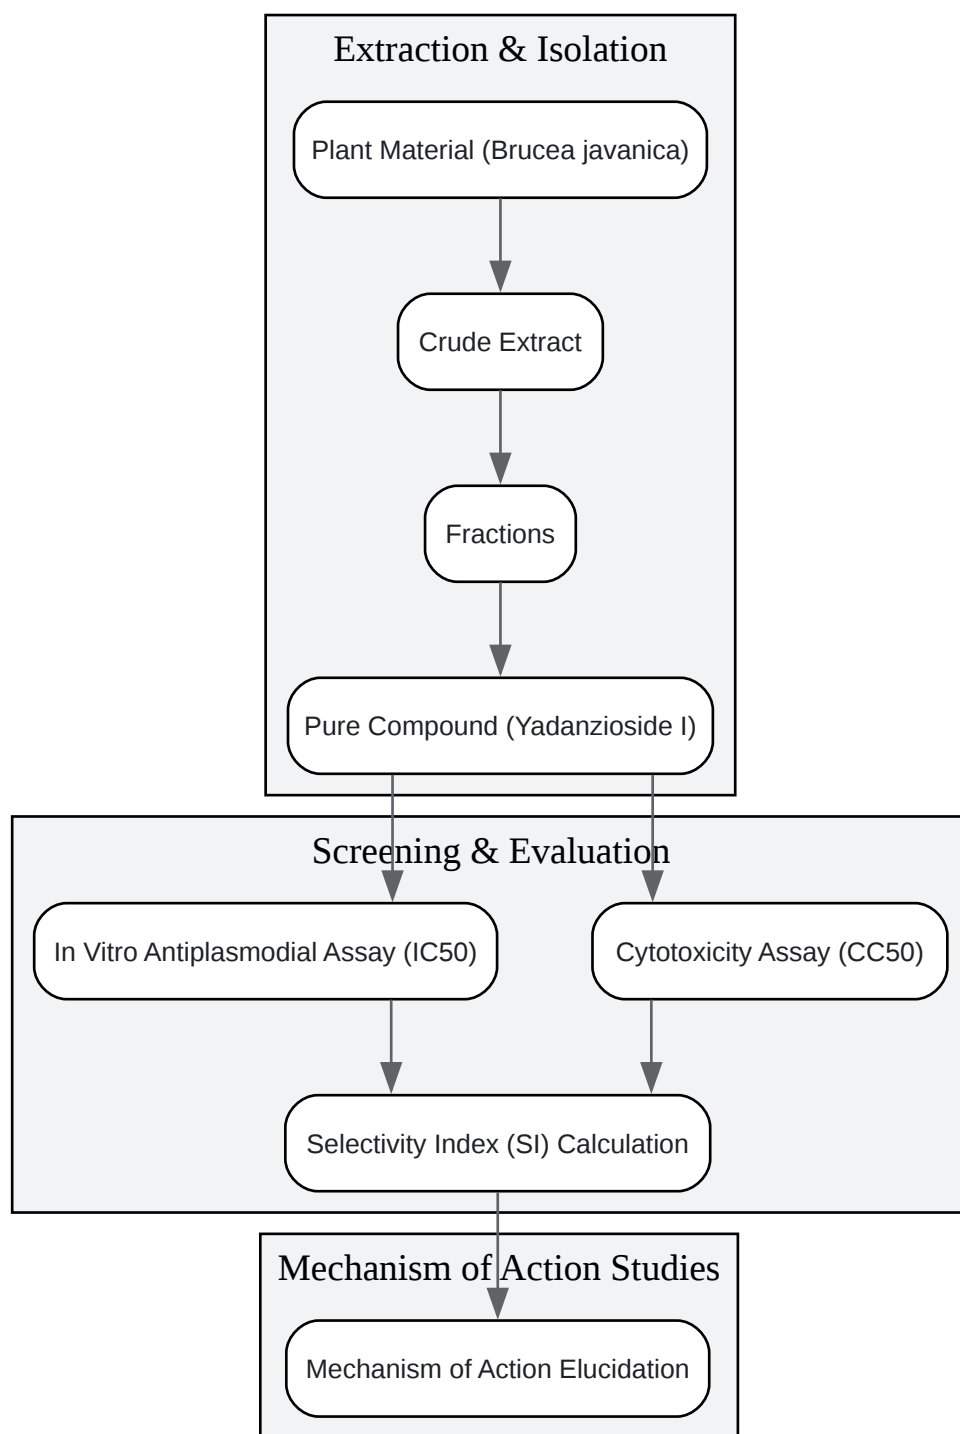 Extraction & Isolation
Plant Material (Brucea javanica)
Crude Extract
Fractions
Pure Compound (Yadanzioside I)
Screening & Evaluation
In Vitro Antiplasmodial Assay (IC50)
Cytotoxicity Assay (CC50)
Selectivity Index (SI) Calculation
Mechanism of Action Studies
Mechanism of Action Elucidation